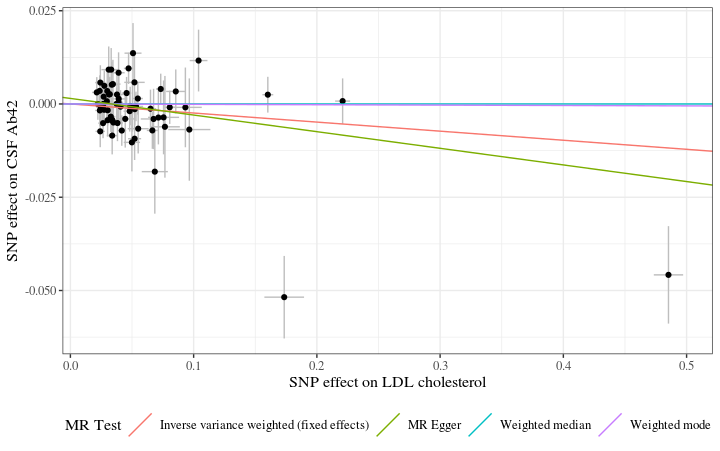 0.025
0.000
-0.025
-0.050
SNP effect on CSF Ab42
0.0 0.1 0.2 0.3 0.4 0.5
SNP effect on LDL cholesterol
MR Test Inverse variance weighted (fixed effects) MR Egger Weighted median Weighted mode